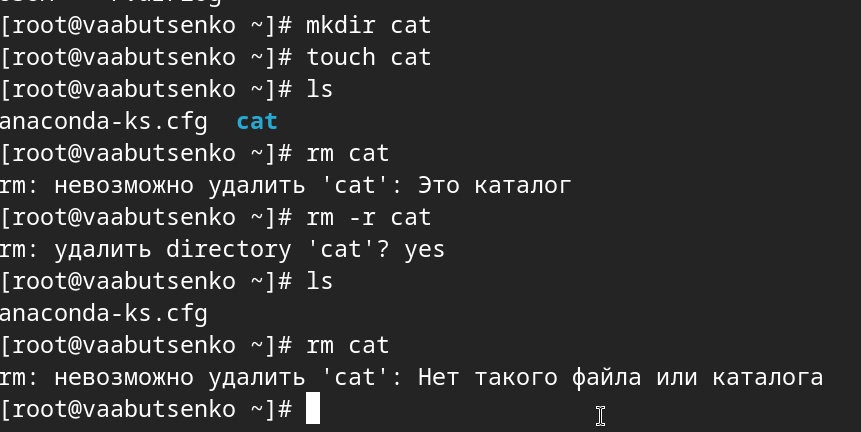 [root@vaabutsenko ~]# mkdir cat
[root@vaabutsenko ~]# touch cat
[root@vaabutsenko ~]# ls
anaconda-ks.cfg  cat
[root@vaabutsenko ~]# rm cat
rm: невозможно удалить 'cat': Это каталог
[root@vaabutsenko ~]# rm -r cat
rm: удалить directory 'cat'? yes
[root@vaabutsenko ~]# ls
anaconda-ks.cfg
[root@vaabutsenko ~]# rm cat
rm: невозможно удалить 'cat': Нет такого файла или каталога
[root@vaabutsenko ~]#